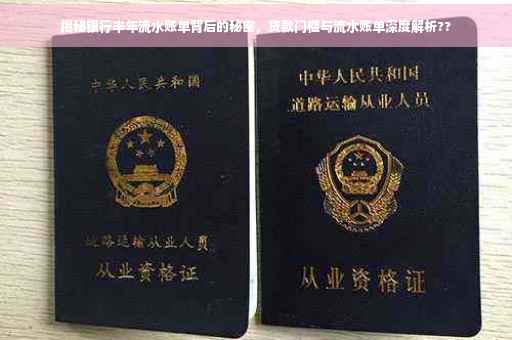 揭秘银行半年流水账单背后的秘密，贷款门槛与流水账单深度解析??
中华人民共和国
道路运输从业人员
从业资格证
中华人民共和国
道路运输从业人员
从业资格证